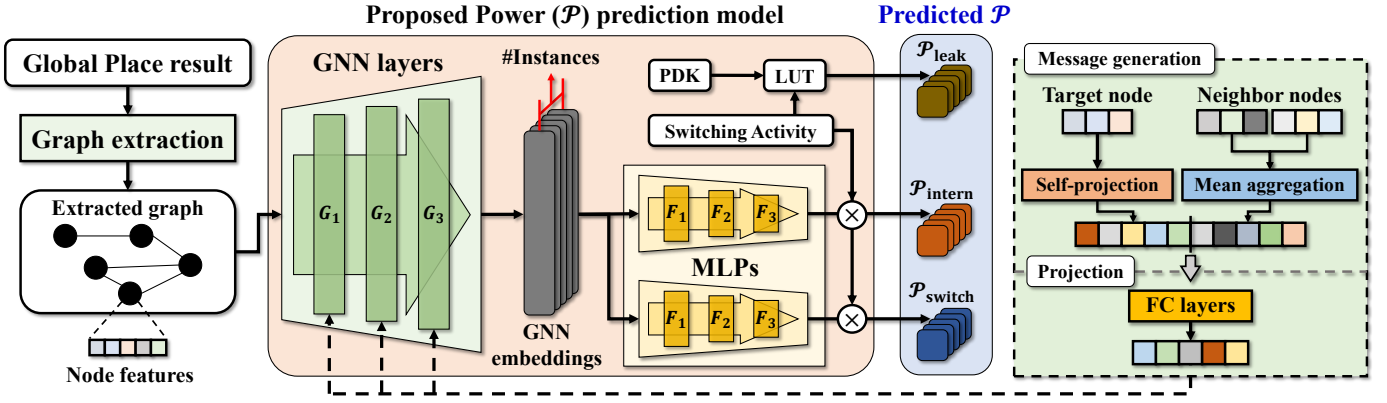 Proposed Power (𝒫) prediction model
Predicted 𝒫
Global Place result
Graph extraction
Extracted graph
Node features
GNN layers
G1
G2
G3
#Instances
GNN
embeddings
PDK
LUT
Switching Activity
F1
F2
F3
MLPs
F1
F2
F3
×
×
𝒫leak
𝒫intern
𝒫switch
Message generation
Target node
Neighbor nodes
Self-projection
Mean aggregation
Projection
FC layers